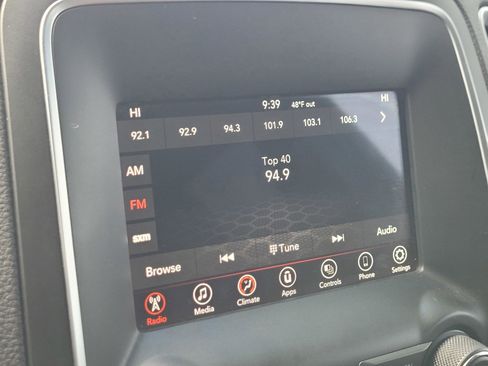 HI 9:39 48°F out HI
92.1 92.9 94.3 101.9 103.1 106.3 >
AM
Top 40
94.9
FM
sxm
Browse Tune Audio
Radio Media Climate Apps Controls Phone Settings